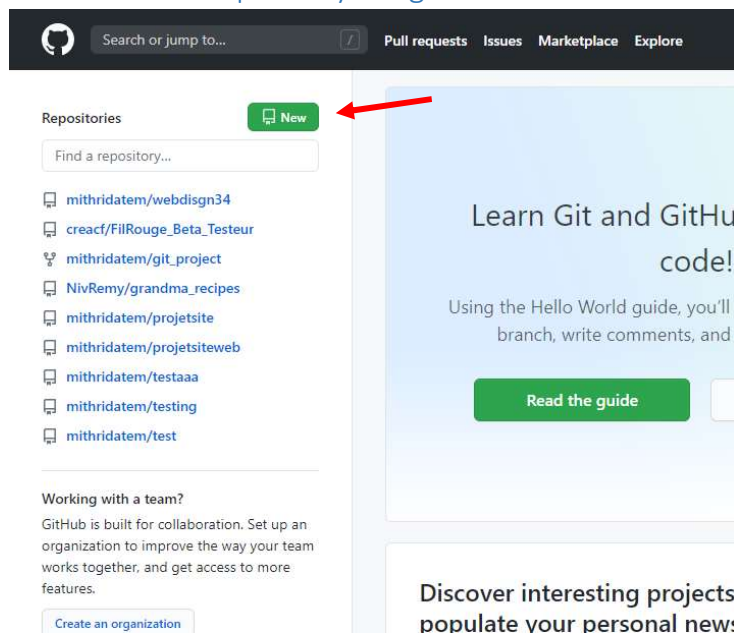 Search or jump to...
/
Pull requests Issues Marketplace Explore
Repositories
New
Find a repository...
mithridatem/webdisgn34
creacf/FilRouge_Beta_Testeur
mithridatem/git_project
NivRemy/grandma_recipes
mithridatem/projetsite
mithridatem/projetsiteweb
mithridatem/testaaa
mithridatem/testing
mithridatem/test
Working with a team?
GitHub is built for collaboration. Set up an
organization to improve the way your team
works together, and get access to more
features.
Create an organization
Learn Git and GitHu
code!
Using the Hello World guide, you'll
branch, write comments, and
Read the guide
Discover interesting projects
populate your personal news